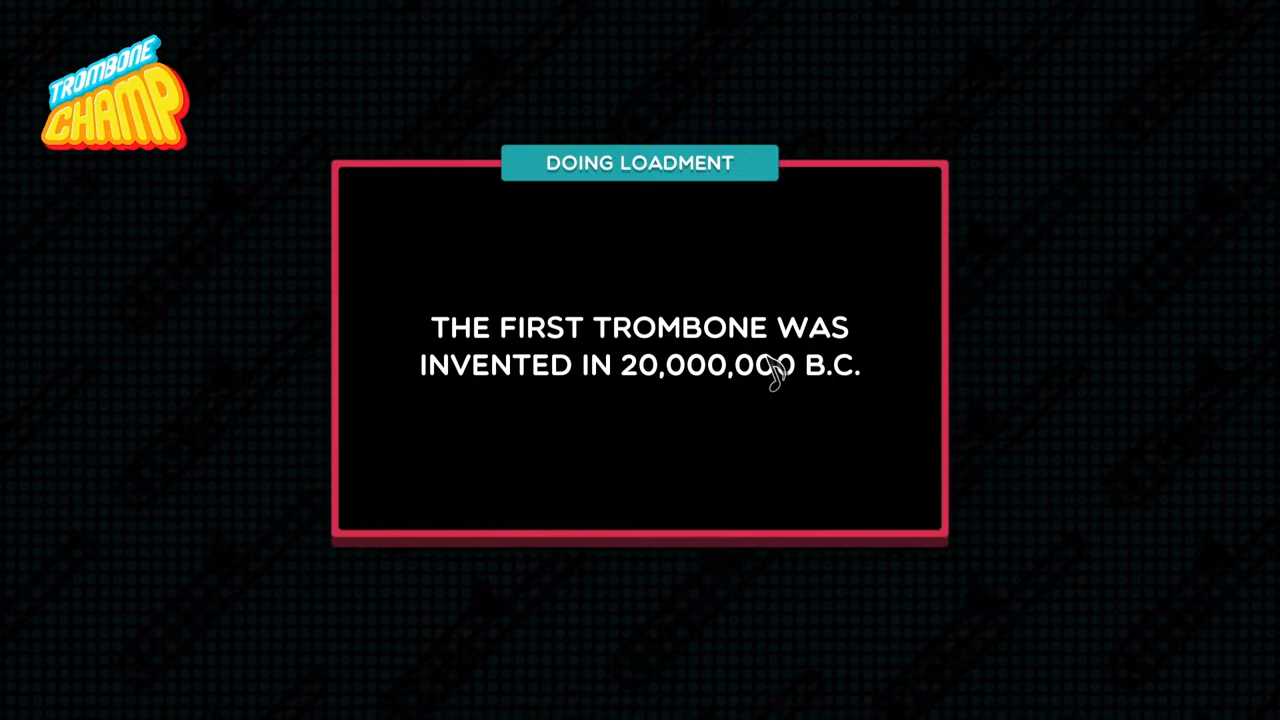 TROMBONE
CHAMP
DOING LOADMENT
THE FIRST TROMBONE WAS
INVENTED IN 20,000,000 B.C.